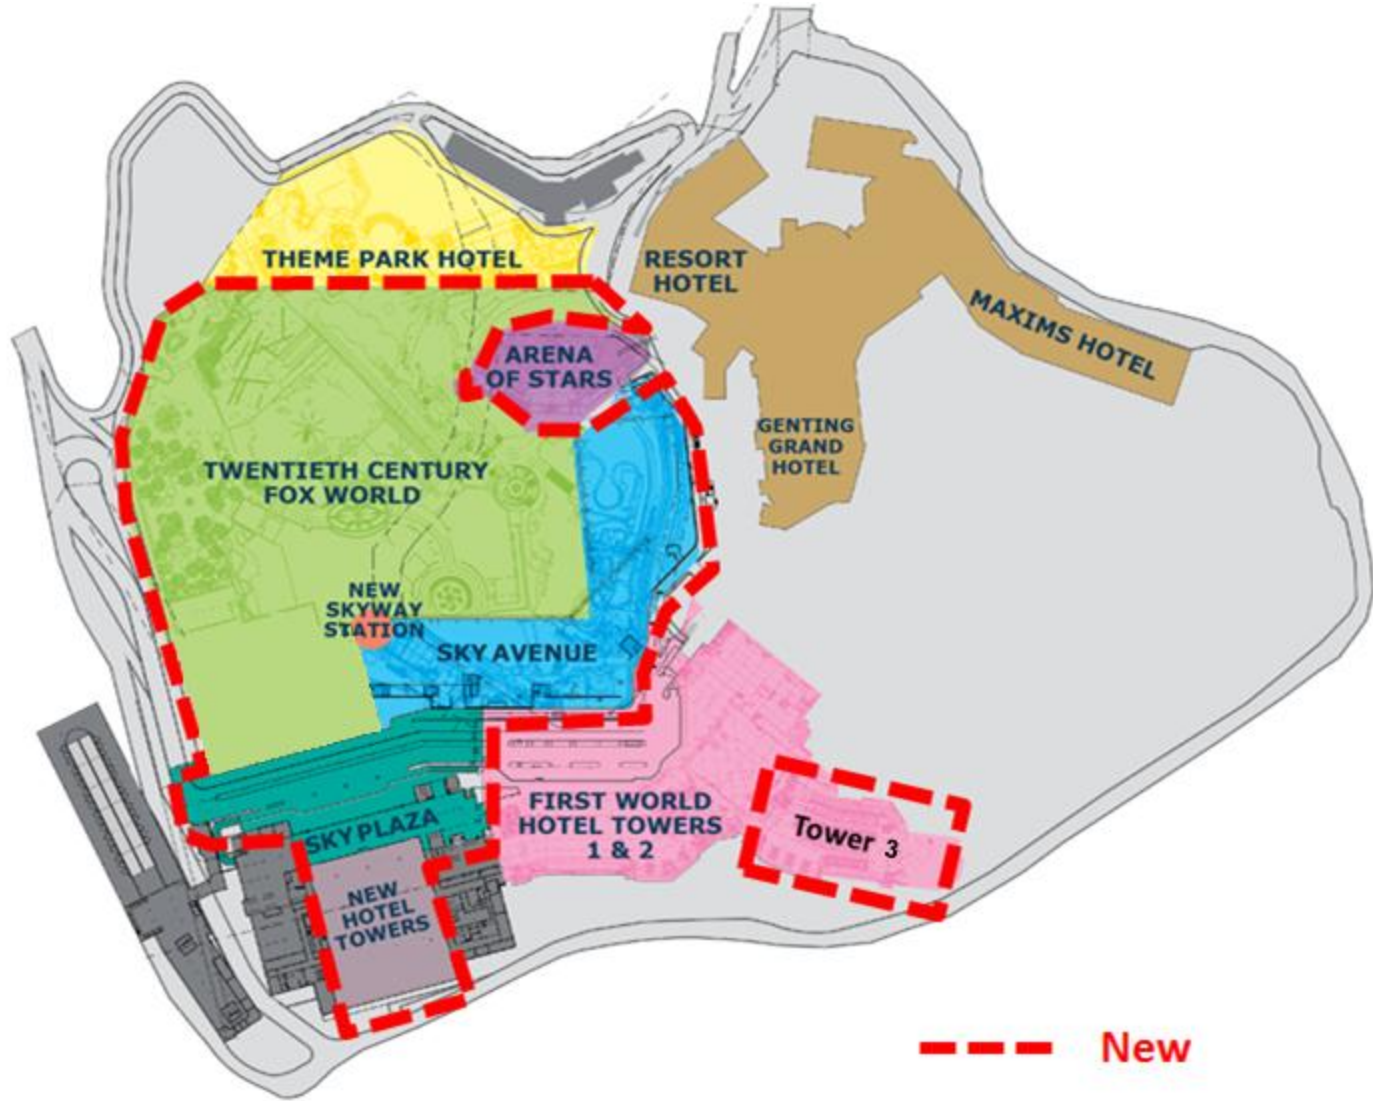 THEME PARK HOTEL
RESORT
HOTEL
MAXIMS HOTEL
ARENA
OF STARS
GENTING
GRAND
HOTEL
TWENTIETH CENTURY
FOX WORLD
NEW
SKYWAY
STATION
SKY AVENUE
FIRST WORLD
HOTEL TOWERS
1 & 2
Tower 3
SKY PLAZA
NEW
HOTEL
TOWERS
New